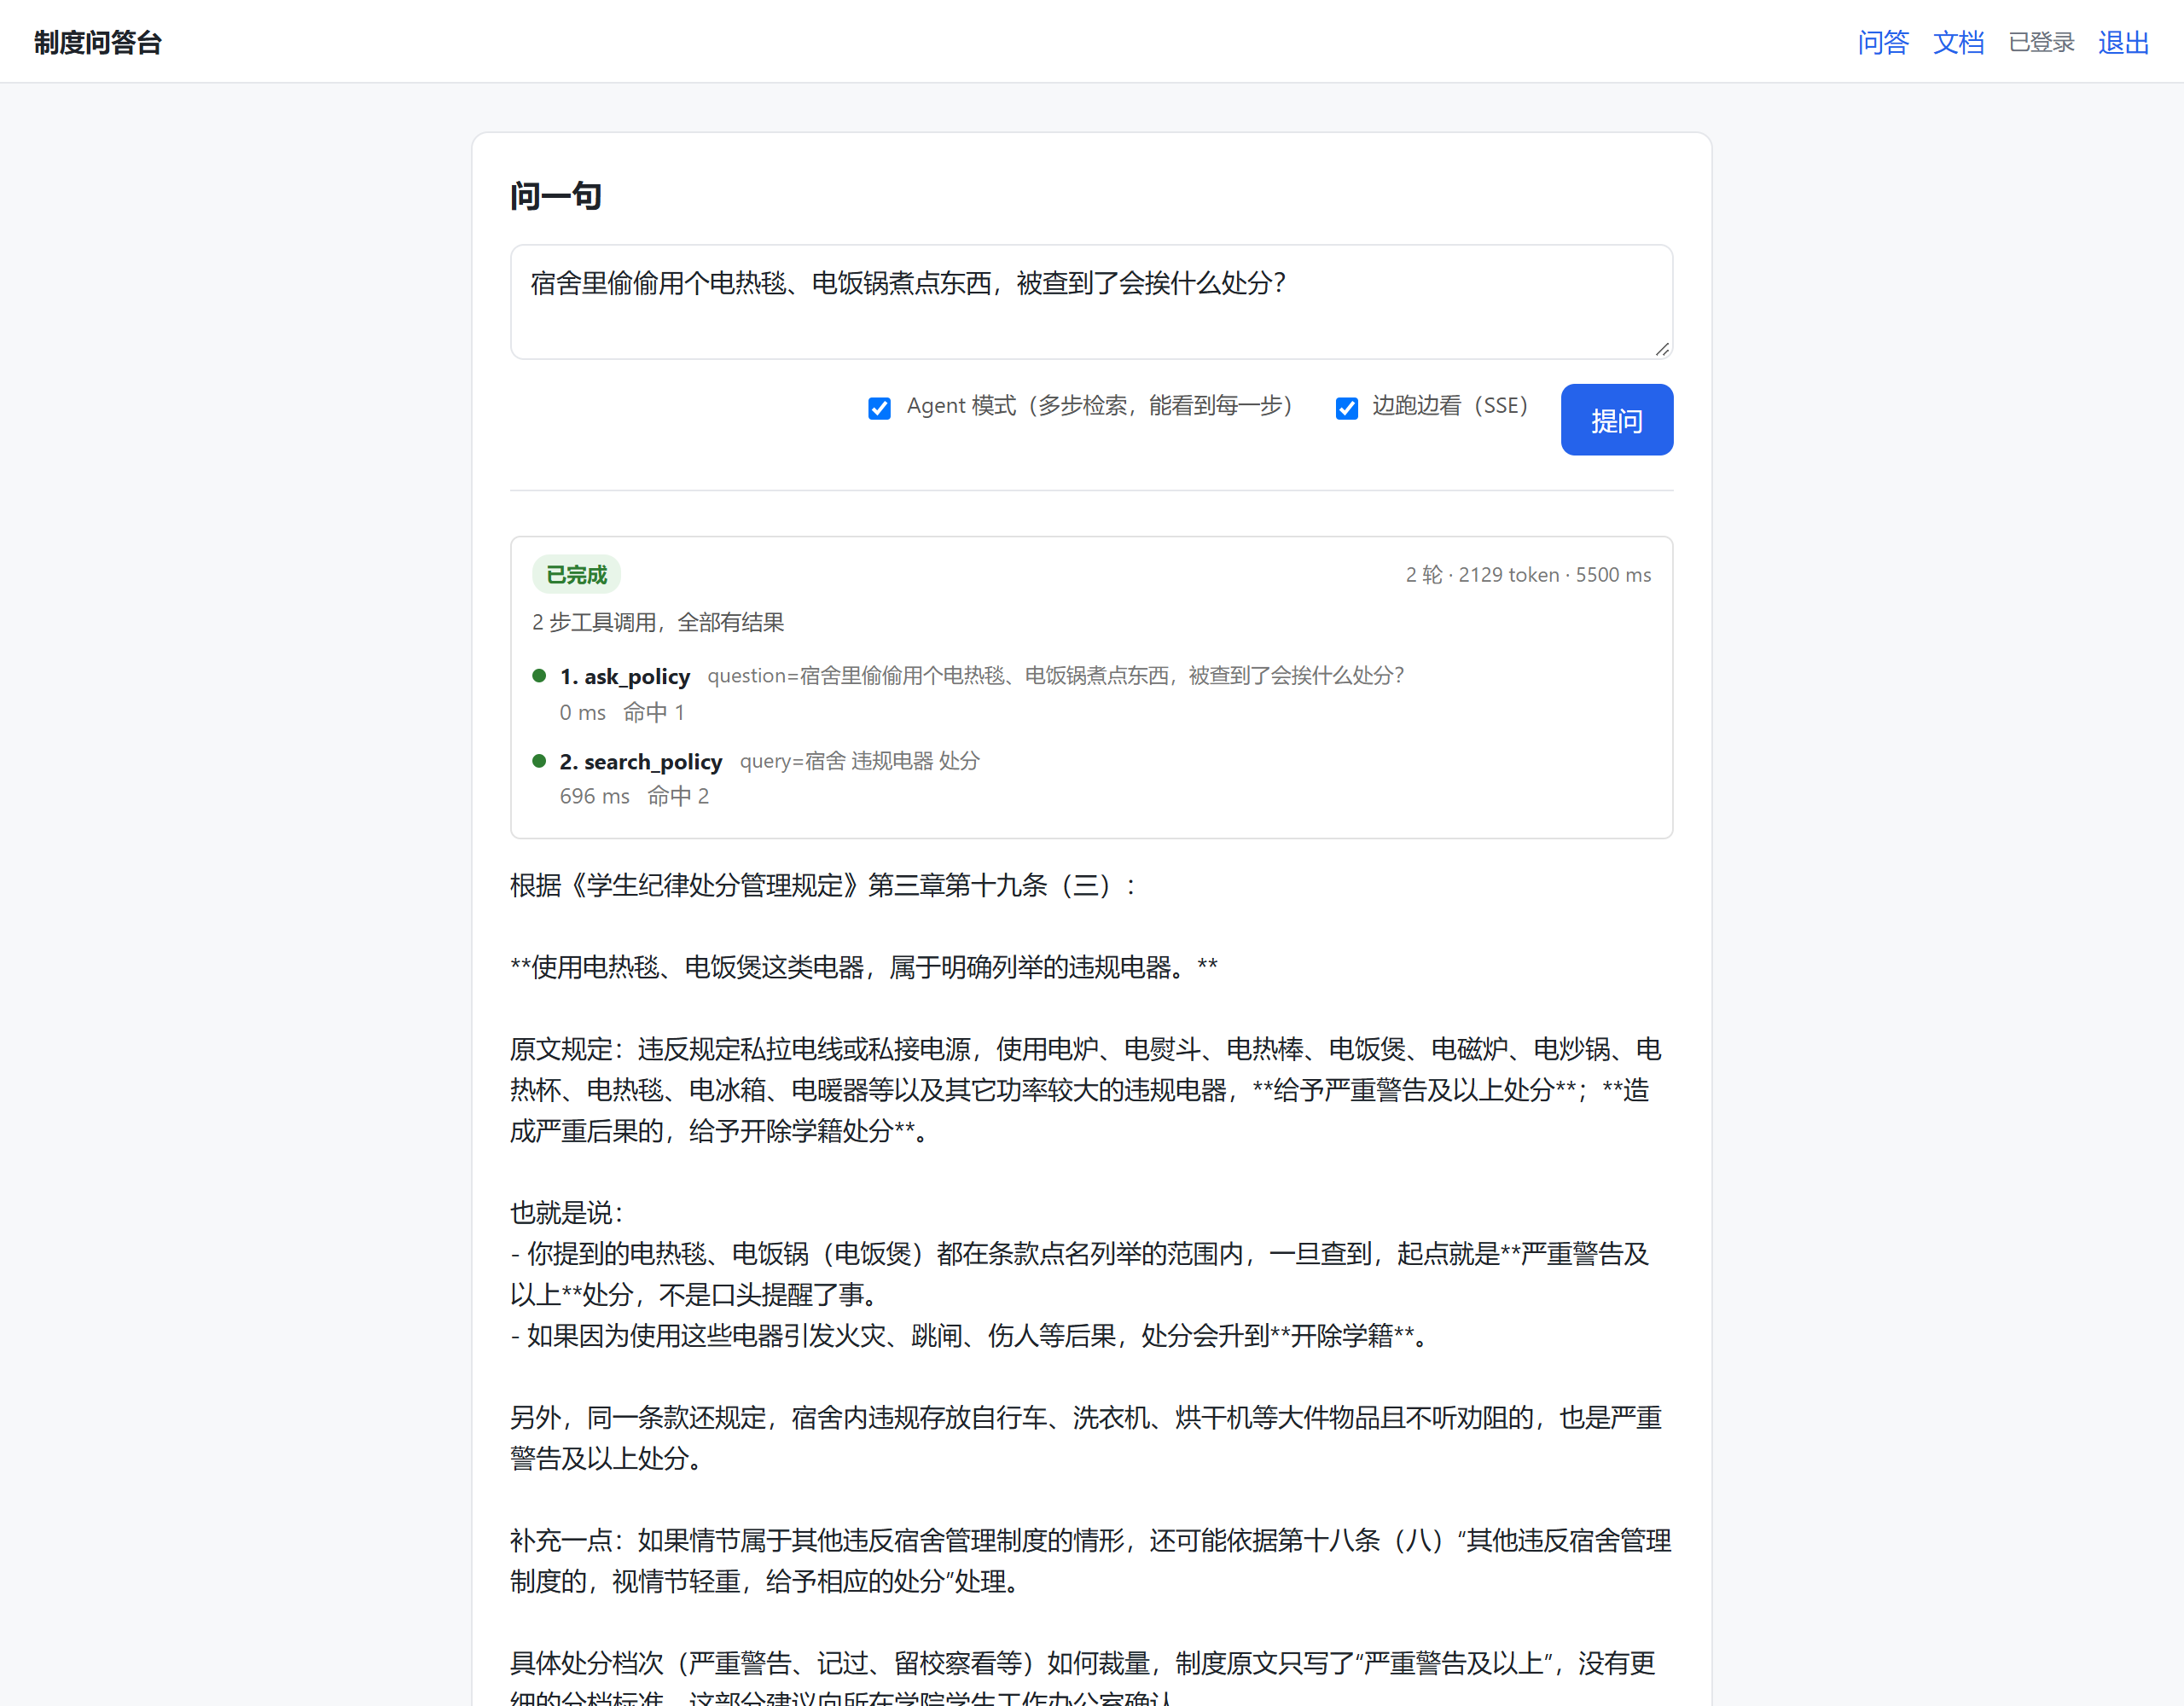 制度问答台
问答 文档 已登录 退出
问一句
宿舍里偷偷用个电热毯、电饭锅煮点东西，被查到了会挨什么处分？
Agent 模式（多步检索，能看到每一步） 边跑边看（SSE） 提问
已完成 2 轮 · 2129 token · 5500 ms
2 步工具调用，全部有结果
1. ask_policy question=宿舍里偷偷用个电热毯、电饭锅煮点东西，被查到了会挨什么处分？
0 ms 命中 1
2. search_policy query=宿舍 违规电器 处分
696 ms 命中 2
根据《学生纪律处分管理规定》第三章第十九条（三）：
**使用电热毯、电饭煲这类电器，属于明确列举的违规电器。**
原文规定：违反规定私拉电线或私接电源，使用电炉、电熨斗、电热棒、电饭煲、电磁炉、电炒锅、电
热杯、电热毯、电冰箱、电暖器等以及其它功率较大的违规电器，**给予严重警告及以上处分**；**造
成严重后果的，给予开除学籍处分**。
也就是说：
- 你提到的电热毯、电饭锅（电饭煲）都在条款点名列举的范围内，一旦查到，起点就是**严重警告及
以上**处分，不是口头提醒了事。
- 如果因为使用这些电器引发火灾、跳闸、伤人等后果，处分会升到**开除学籍**。
另外，同一条款还规定，宿舍内违规存放自行车、洗衣机、烘干机等大件物品且不听劝阻的，也是严重
警告及以上处分。
补充一点：如果情节属于其他违反宿舍管理制度的情形，还可能依据第十八条（八）“其他违反宿舍管理
制度的，视情节轻重，给予相应的处分”处理。
具体处分档次（严重警告、记过、留校察看等）如何裁量，制度原文只写了“严重警告及以上”，没有更
细的分档标准，这部分建议向所在学院学生工作办公室确认